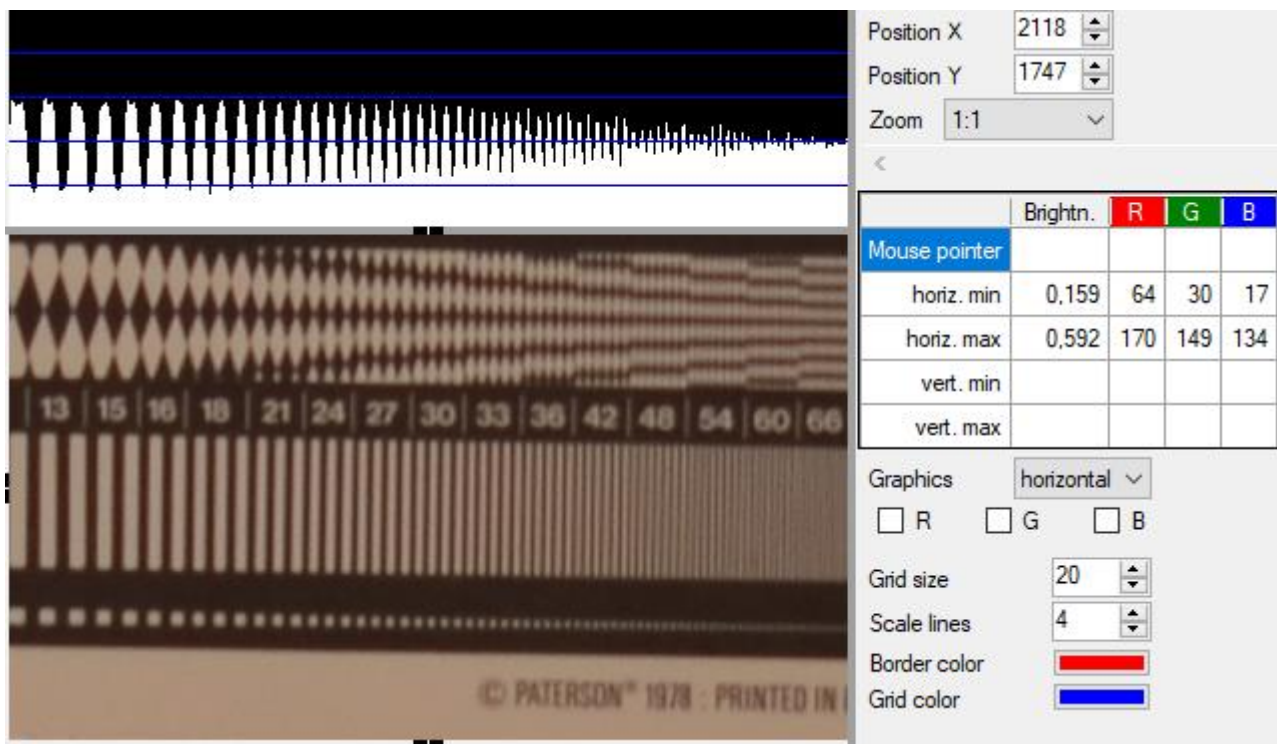 Position X 2118
Position Y 1747
Zoom 1:1
<
Brightn. R G B
Mouse pointer
horiz. min 0,159 64 30 17
horiz. max 0,592 170 149 134
vert. min
vert. max
13 15 16 18 21 24 27 30 33 36 42 48 54 60 66
Graphics horizontal
R G B
Grid size 20
Scale lines 4
Border color
Grid color
© PATERSON" 1978 : PRINTED IN